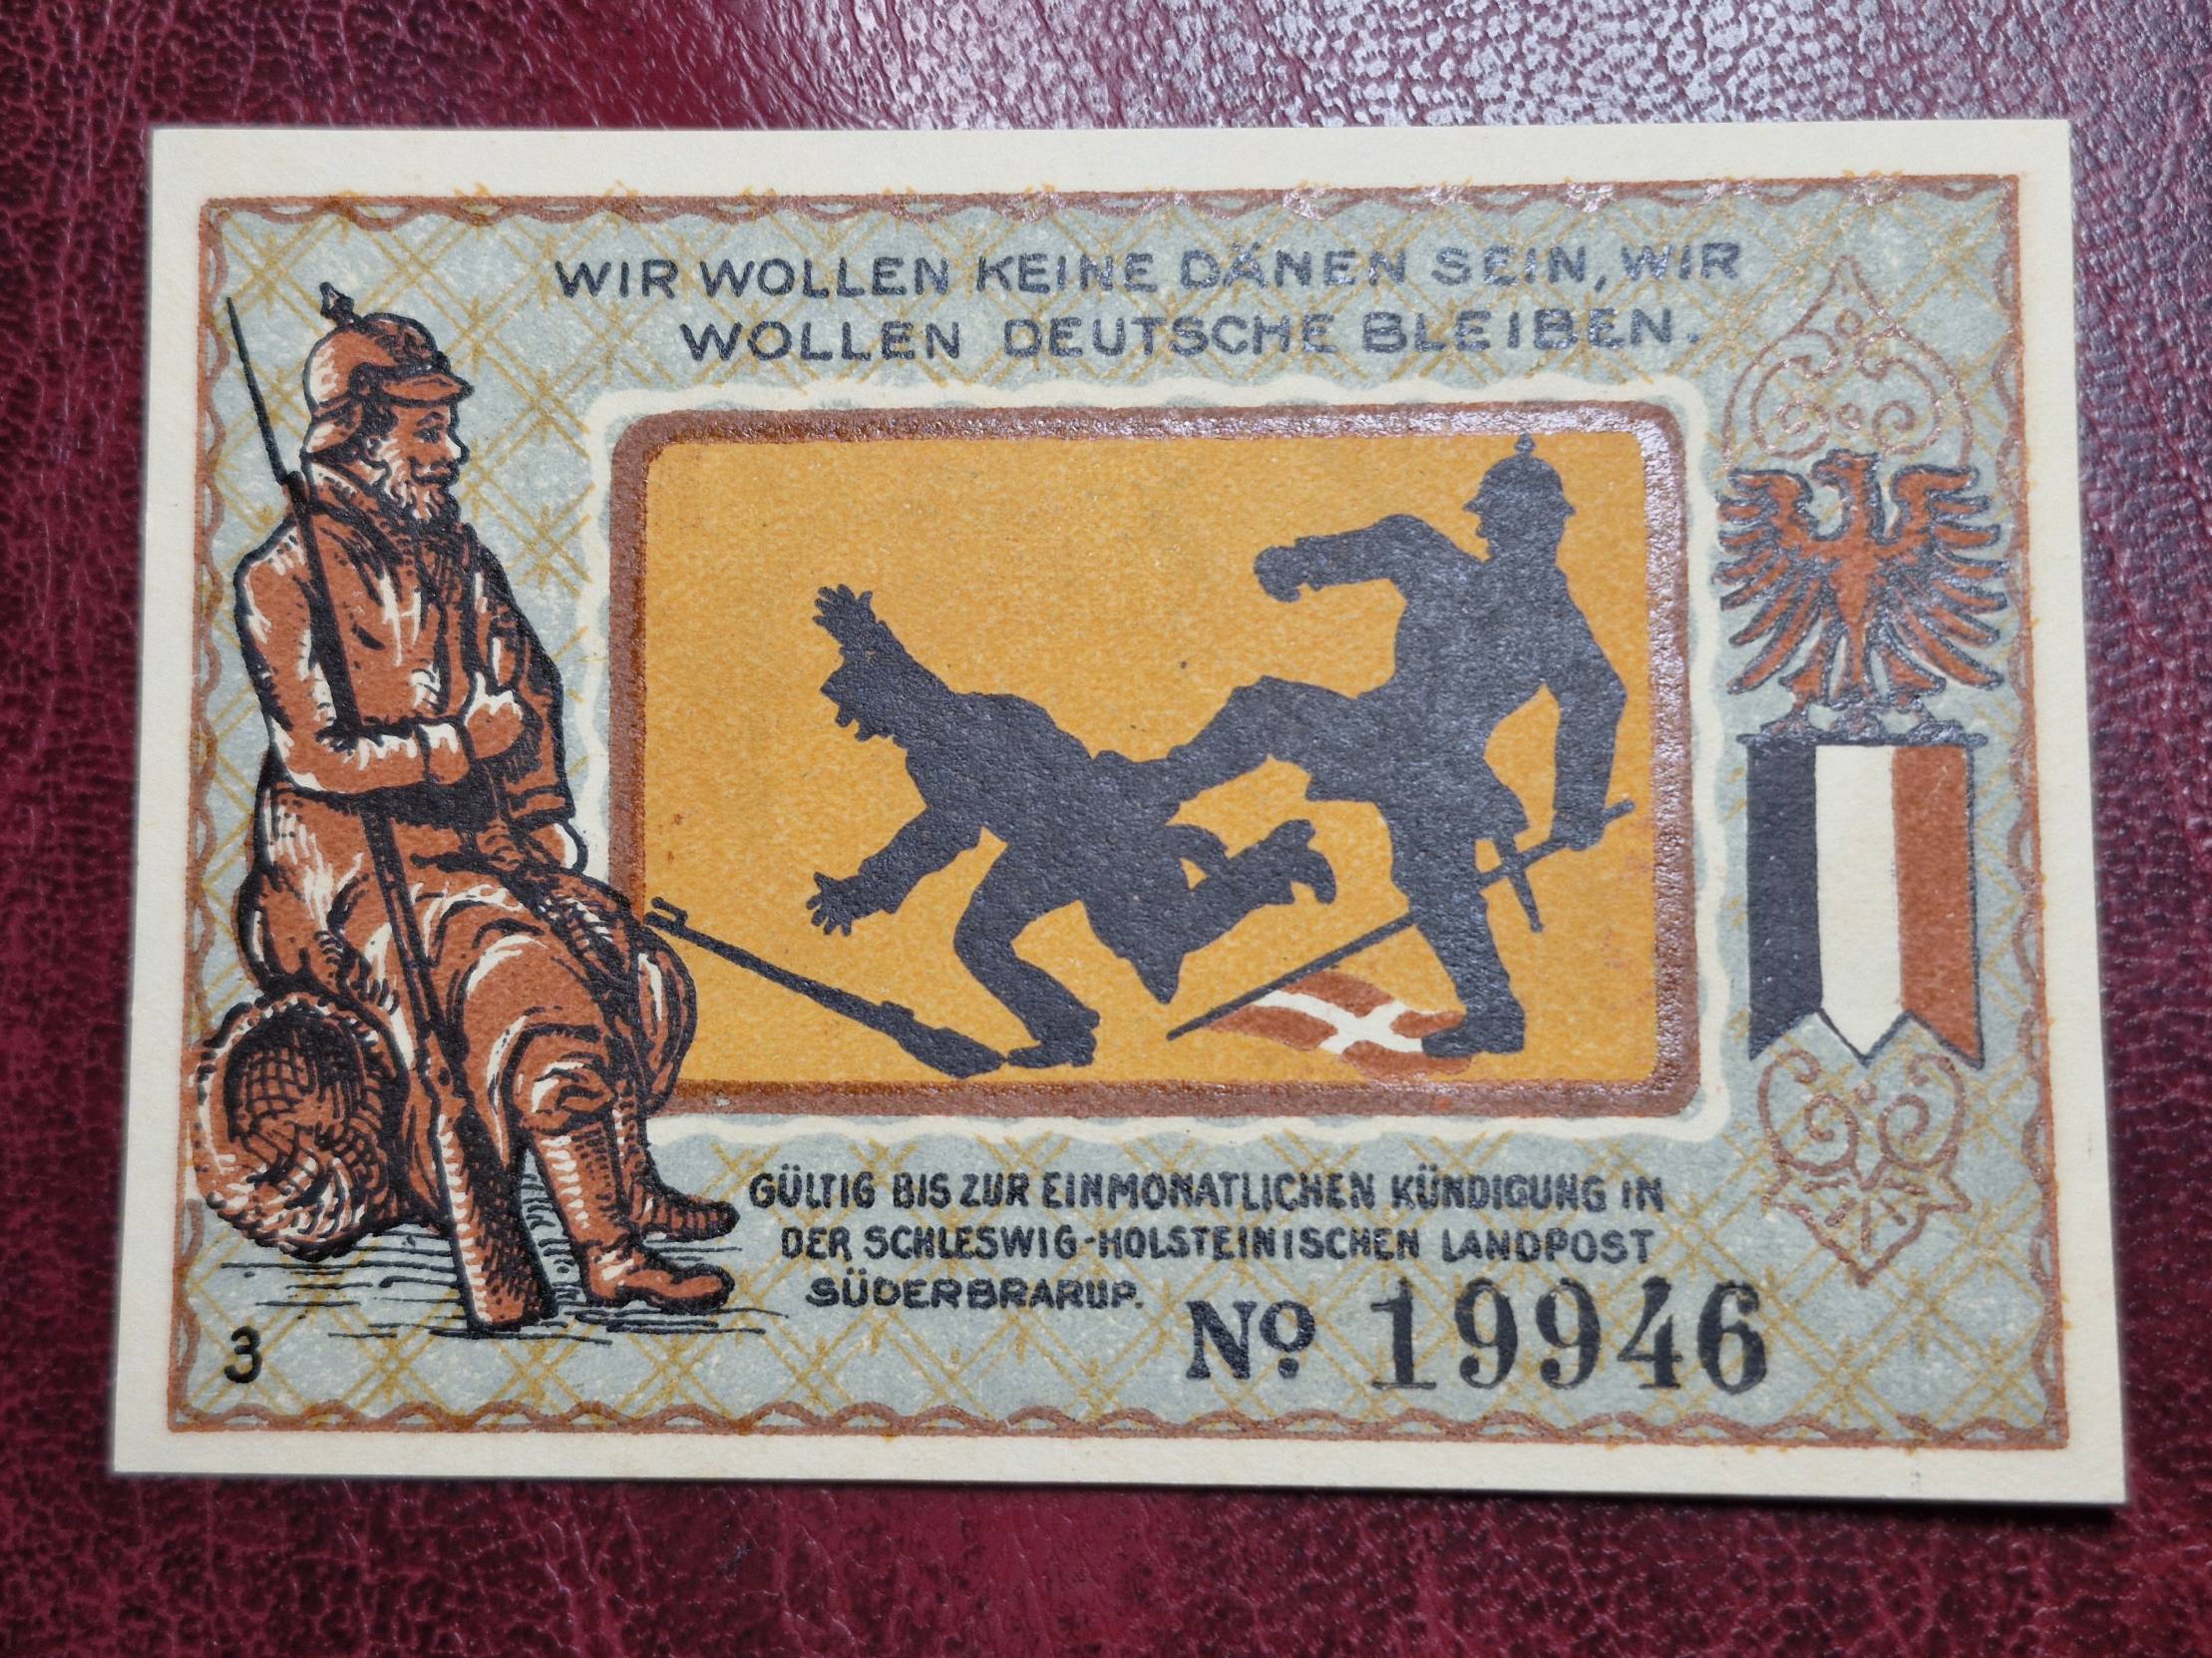 WIR WOLLEN KEINE DÄNEN SEIN, WIR
WOLLEN DEUTSCHE BLEIBEN.
GÜLTIG BIS ZUR EINMONATLICHEN KÜNDIGUNG IN
DER SCHLESWIG-HOLSTEINISCHEN LANDPOST
SÜDERBRARUP.
No. 19946
3